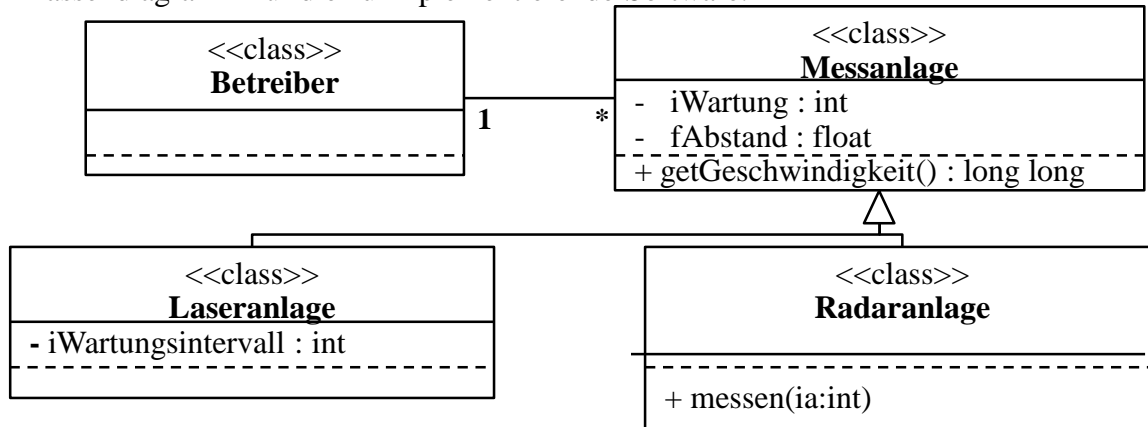 <<class>>
Betreiber
1
*
<<class>>
Messanlage
- iWartung : int
- fAbstand : float
+ getGeschwindigkeit() : long long
<<class>>
Laseranlage
- iWartungsintervall : int
<<class>>
Radaranlage
+ messen(ia:int)